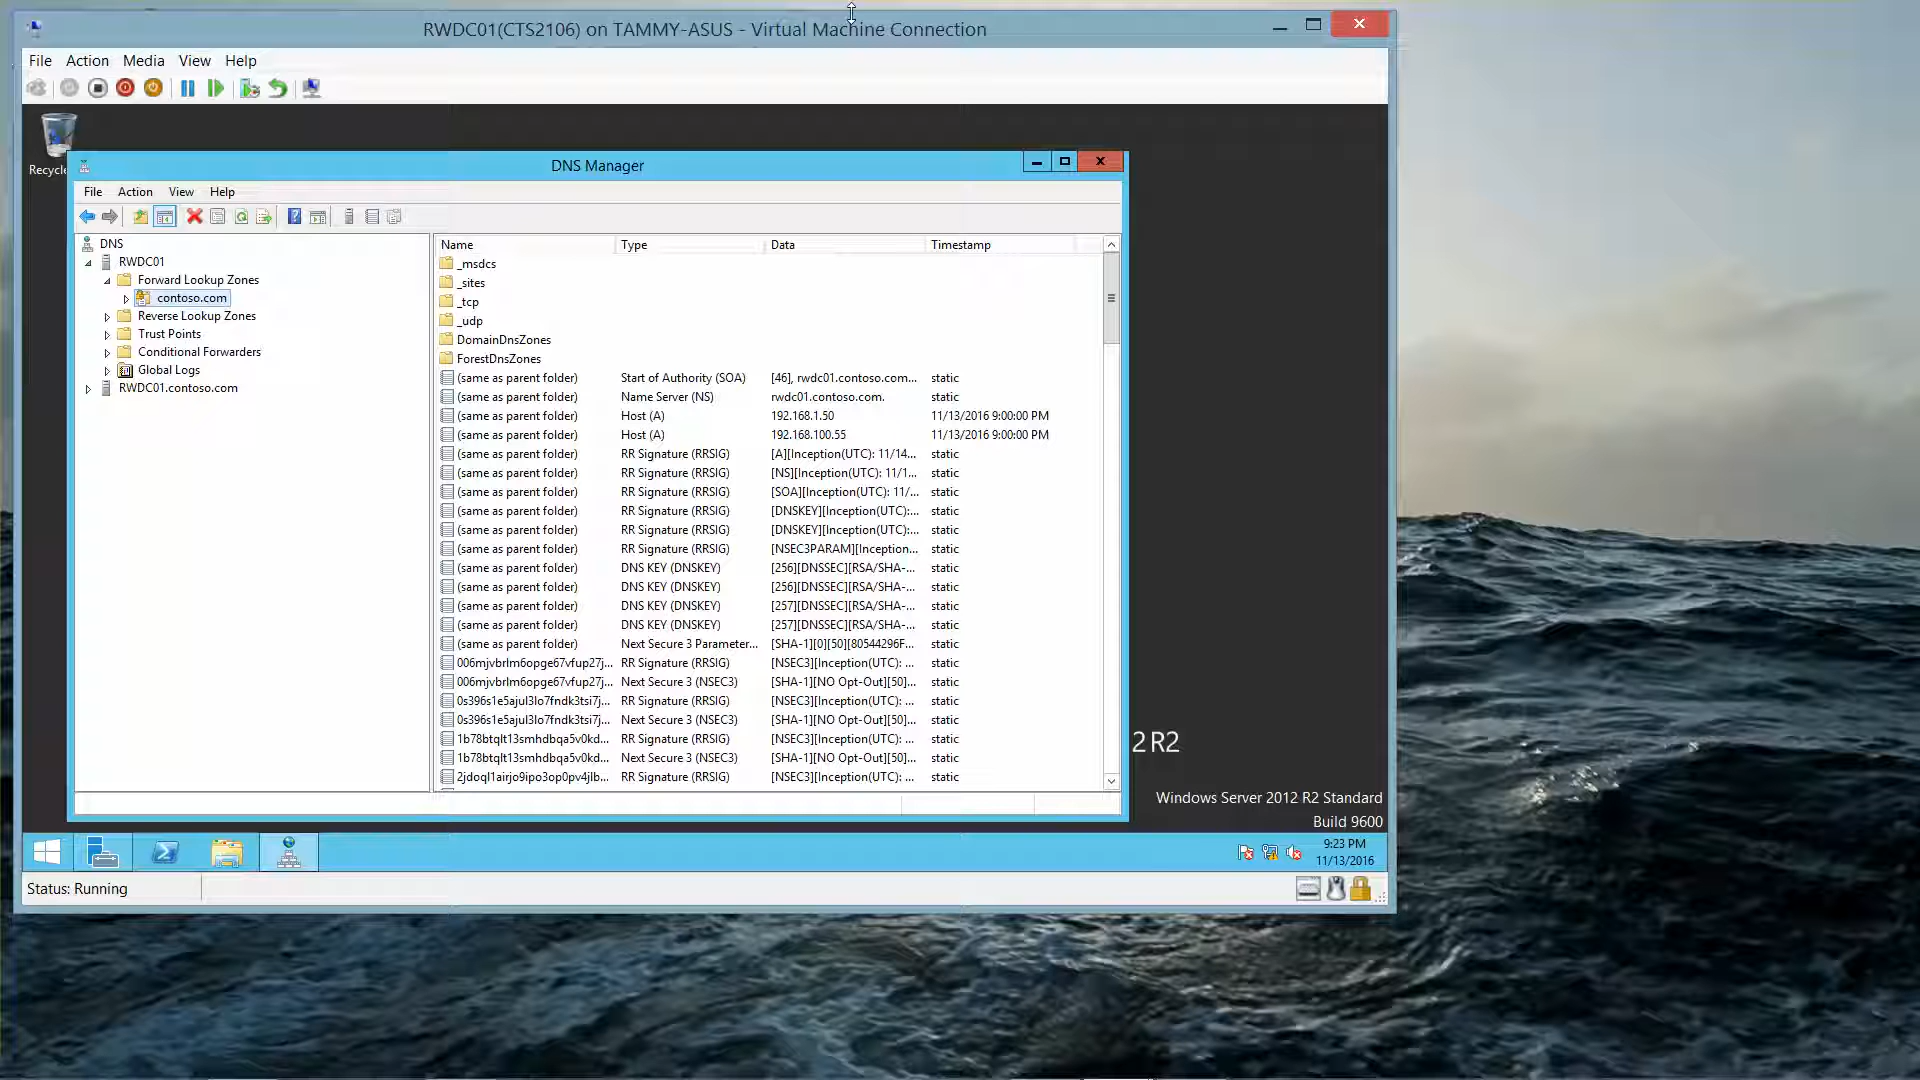 RWDC01(CTS2106) on TAMMY-ASUS - Virtual Machine Connection
File Action Media View Help
DNS Manager
File Action View Help
DNS
RWDC01
Forward Lookup Zones
contoso.com
Reverse Lookup Zones
Trust Points
Conditional Forwarders
Global Logs
RWDC01.contoso.com
Name Type Data Timestamp
_msdcs
_sites
_tcp
_udp
DomainDnsZones
ForestDnsZones
(same as parent folder) Start of Authority (SOA) [46], rwdc01.contoso.com... static
(same as parent folder) Name Server (NS) rwdc01.contoso.com. static
(same as parent folder) Host (A) 192.168.1.50 11/13/2016 9:00:00 PM
(same as parent folder) Host (A) 192.168.100.55 11/13/2016 9:00:00 PM
(same as parent folder) RR Signature (RRSIG) [A][Inception(UTC): 11/14... static
(same as parent folder) RR Signature (RRSIG) [NS][Inception(UTC): 11/1... static
(same as parent folder) RR Signature (RRSIG) [SOA][Inception(UTC): 11/... static
(same as parent folder) RR Signature (RRSIG) [DNSKEY][Inception(UTC):... static
(same as parent folder) RR Signature (RRSIG) [DNSKEY][Inception(UTC):... static
(same as parent folder) RR Signature (RRSIG) [NSEC3PARAM][Inception... static
(same as parent folder) DNS KEY (DNSKEY) [256][DNSSEC][RSA/SHA-... static
(same as parent folder) DNS KEY (DNSKEY) [256][DNSSEC][RSA/SHA-... static
(same as parent folder) DNS KEY (DNSKEY) [257][DNSSEC][RSA/SHA-... static
(same as parent folder) DNS KEY (DNSKEY) [257][DNSSEC][RSA/SHA-... static
(same as parent folder) Next Secure 3 Parameter... [SHA-1][0][50][80544296F... static
006mjvbrlm6opge67vfup27j... RR Signature (RRSIG) [NSEC3][Inception(UTC): ... static
006mjvbrlm6opge67vfup27j... Next Secure 3 (NSEC3) [SHA-1][NO Opt-Out][50]... static
0s396s1e5ajul3lo7fndk3tsi7j... RR Signature (RRSIG) [NSEC3][Inception(UTC): ... static
0s396s1e5ajul3lo7fndk3tsi7j... Next Secure 3 (NSEC3) [SHA-1][NO Opt-Out][50]... static
1b78btqlt13smhdbqa5v0kd... RR Signature (RRSIG) [NSEC3][Inception(UTC): ... static
1b78btqlt13smhdbqa5v0kd... Next Secure 3 (NSEC3) [SHA-1][NO Opt-Out][50]... static
2jdoql1airjo9ipo3op0pv4jlb... RR Signature (RRSIG) [NSEC3][Inception(UTC): ... static
Recycle
2 R2
Windows Server 2012 R2 Standard
Build 9600
9:23 PM
11/13/2016
Status: Running